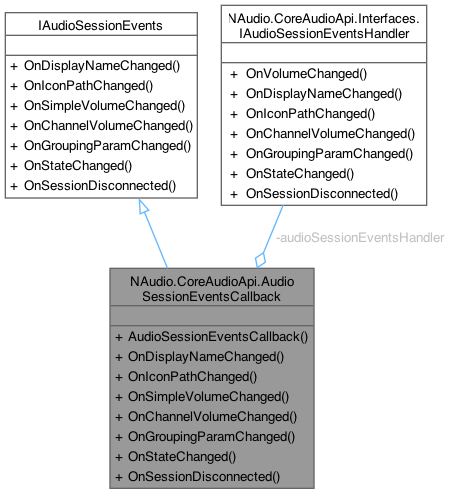 IAudioSessionEvents
+ OnDisplayNameChanged()
+ OnIconPathChanged()
+ OnSimpleVolumeChanged()
+ OnChannelVolumeChanged()
+ OnGroupingParamChanged()
+ OnStateChanged()
+ OnSessionDisconnected()
NAudio.CoreAudioApi.Interfaces.
IAudioSessionEventsHandler
+ OnVolumeChanged()
+ OnDisplayNameChanged()
+ OnIconPathChanged()
+ OnChannelVolumeChanged()
+ OnGroupingParamChanged()
+ OnStateChanged()
+ OnSessionDisconnected()
-audioSessionEventsHandler
NAudio.CoreAudioApi.Audio
SessionEventsCallback
+ AudioSessionEventsCallback()
+ OnDisplayNameChanged()
+ OnIconPathChanged()
+ OnSimpleVolumeChanged()
+ OnChannelVolumeChanged()
+ OnGroupingParamChanged()
+ OnStateChanged()
+ OnSessionDisconnected()